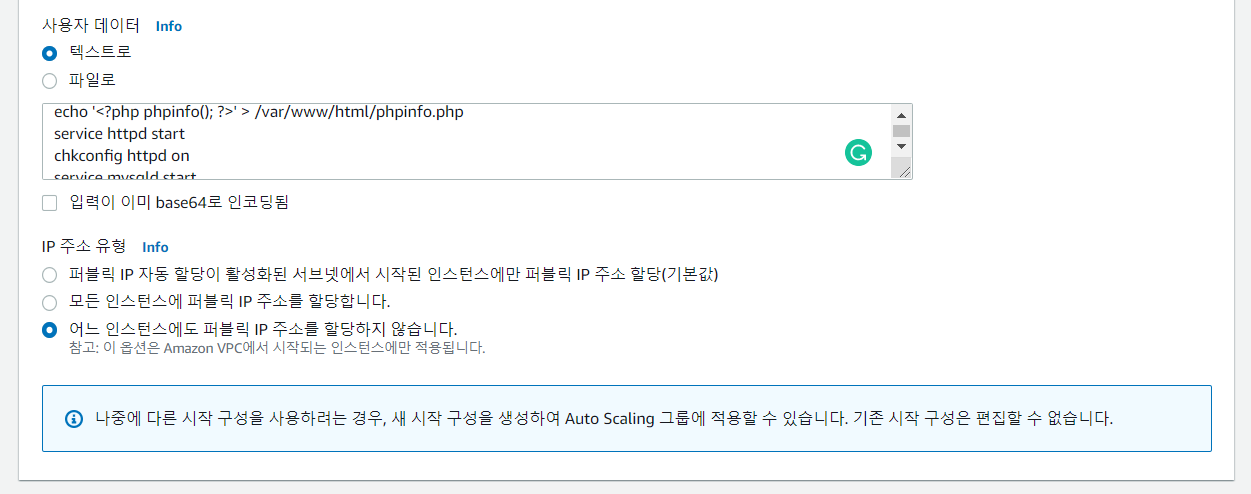 사용자 데이터 Info
텍스트로
파일로
echo '<?php phpinfo(); ?>' > /var/www/html/phpinfo.php
service httpd start
chkconfig httpd on
service mysqld start
입력이 이미 base64로 인코딩됨
IP 주소 유형 Info
퍼블릭 IP 자동 할당이 활성화된 서브넷에서 시작된 인스턴스에만 퍼블릭 IP 주소 할당(기본값)
모든 인스턴스에 퍼블릭 IP 주소를 할당합니다.
어느 인스턴스에도 퍼블릭 IP 주소를 할당하지 않습니다.
참고: 이 옵션은 Amazon VPC에서 시작되는 인스턴스에만 적용됩니다.
나중에 다른 시작 구성을 사용하려는 경우, 새 시작 구성을 생성하여 Auto Scaling 그룹에 적용할 수 있습니다. 기존 시작 구성은 편집할 수 없습니다.